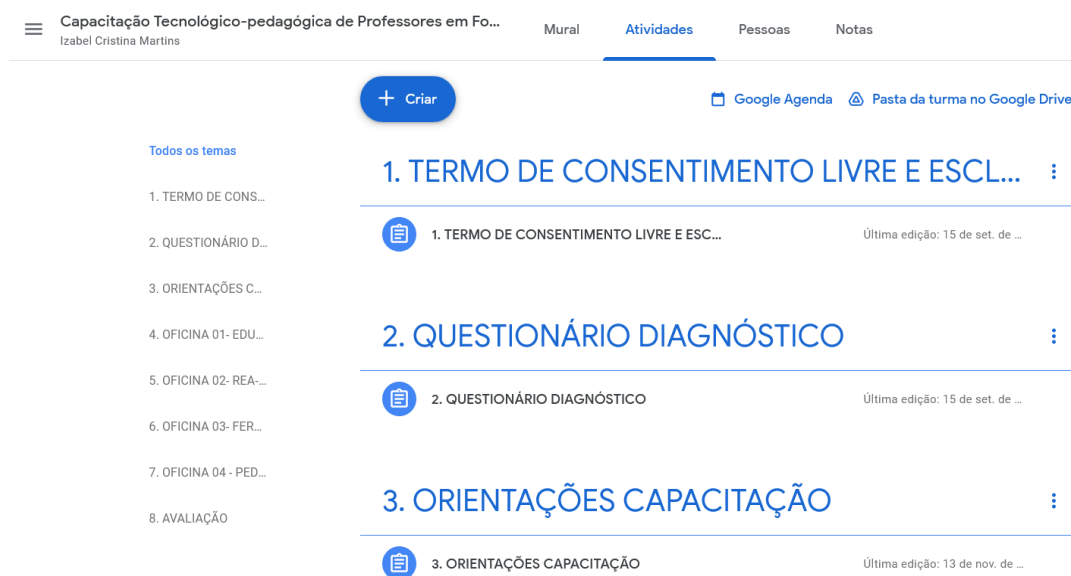 Capacitação Tecnológico-pedagógica de Professores em Fo...
Izabel Cristina Martins
Mural
Atividades
Pessoas
Notas
Criar
Google Agenda
Pasta da turma no Google Drive
Todos os temas
1. TERMO DE CONS...
2. QUESTIONÁRIO D...
3. ORIENTAÇÕES C...
4. OFICINA 01- EDU...
5. OFICINA 02- REA-...
6. OFICINA 03- FER...
7. OFICINA 04 - PED...
8. AVALIAÇÃO
1. TERMO DE CONSENTIMENTO LIVRE E ESCL...
1. TERMO DE CONSENTIMENTO LIVRE E ESC...
Última edição: 15 de set. de ...
2. QUESTIONÁRIO DIAGNÓSTICO
2. QUESTIONÁRIO DIAGNÓSTICO
Última edição: 15 de set. de ...
3. ORIENTAÇÕES CAPACITAÇÃO
3. ORIENTAÇÕES CAPACITAÇÃO
Última edição: 13 de nov. de ...